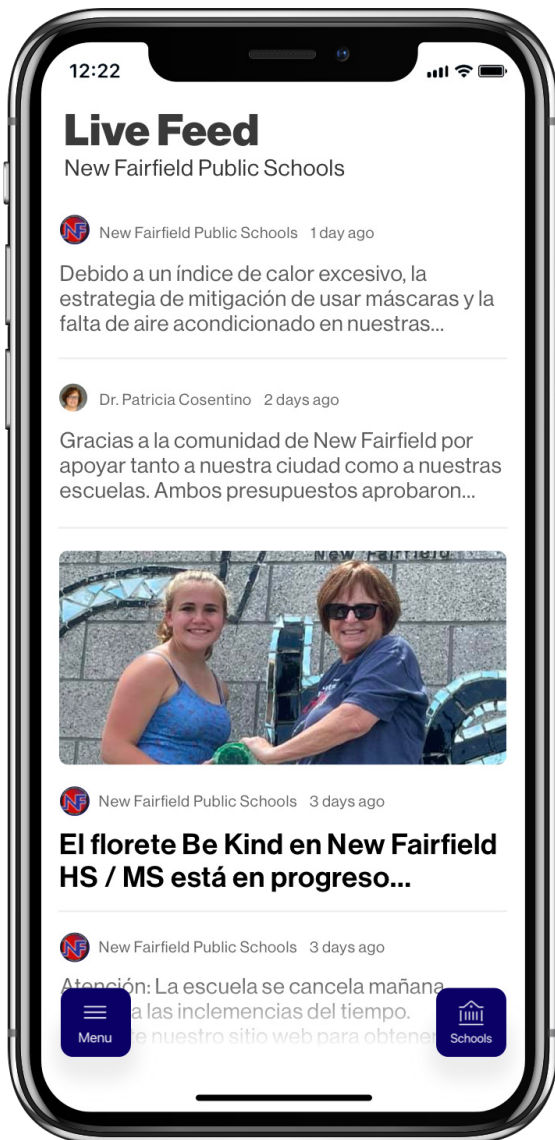 12:22
Live Feed
New Fairfield Public Schools
NF New Fairfield Public Schools 1 day ago
Debido a un índice de calor excesivo, la
estrategia de mitigación de usar máscaras y la
falta de aire acondicionado en nuestras...
Dr. Patricia Cosentino 2 days ago
Gracias a la comunidad de New Fairfield por
apoyar tanto a nuestra ciudad como a nuestras
escuelas. Ambos presupuestos aprobaron...
New Fairfield
NF New Fairfield Public Schools 3 days ago
El florete Be Kind en New Fairfield
HS / MS está en progreso...
NF New Fairfield Public Schools 3 days ago
Atención: La escuela se cancela mañana
a las inclemencias del tiempo.
nuestro sitio web para obtener
Menu
Schools